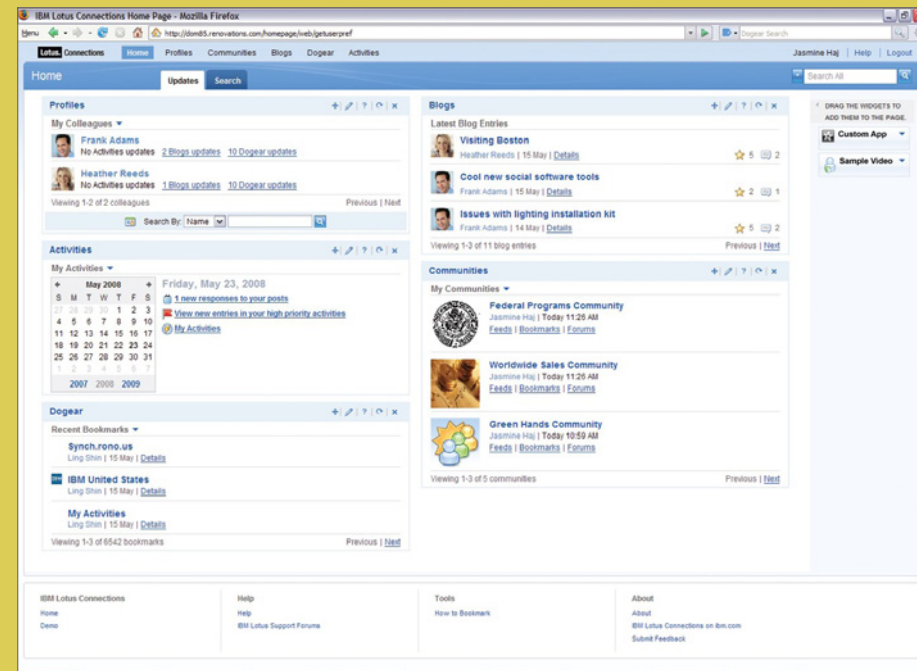 IBM Lotus Connections Home Page - Mozilla Firefox
Menu http://domdi5.renovations.com/homepage/web/getuserpref Dogear Search
Lotus. Connections Home Profiles Communities Blogs Dogear Activities Jasmine Haj | Help | Logout
Home Updates Search Search All
Profiles
My Colleagues
Frank Adams
No Activities updates 2 Blogs updates 10 Dogear updates
Heather Reeds
No Activities updates 1 Blogs updates 10 Dogear updates
Viewing 1-2 of 2 colleagues Previous | Next
Search By: Name
Activities
My Activities
May 2008
S M T W T F S
27 28 29 30 1 2 3
4 5 6 7 8 9 10
11 12 13 14 15 16 17
18 19 20 21 22 23 24
25 26 27 28 29 30 31
1 2 3 4 5 6 7
2007 2008 2009
Friday, May 23, 2008
1 new responses to your posts
View new entries in your high priority activities
My Activities
Dogear
Recent Bookmarks
Synch.rono.us
Ling Shin | 15 May | Details
IBM United States
Ling Shin | 15 May | Details
My Activities
Ling Shin | 15 May | Details
Viewing 1-3 of 6542 bookmarks Previous | Next
Blogs
Latest Blog Entries
Visiting Boston
Heather Reeds | 15 May | Details 5 2
Cool new social software tools
Frank Adams | 15 May | Details 2 1
Issues with lighting installation kit
Frank Adams | 14 May | Details 5 2
Viewing 1-3 of 11 blog entries Previous | Next
Communities
My Communities
Federal Programs Community
Jasmine Haj | Today 11:26 AM
Feeds | Bookmarks | Forums
Worldwide Sales Community
Jasmine Haj | Today 11:26 AM
Feeds | Bookmarks | Forums
Green Hands Community
Jasmine Haj | Today 10:59 AM
Feeds | Bookmarks | Forums
Viewing 1-3 of 5 communities Previous | Next
DRAG THE WIDGETS TO
ADD THEM TO THE PAGE.
Custom App
Sample Video
IBM Lotus Connections
Home
Demo
Help
Help
IBM Lotus Support Forums
Tools
How to Bookmark
About
About
IBM Lotus Connections on ibm.com
Submit Feedback